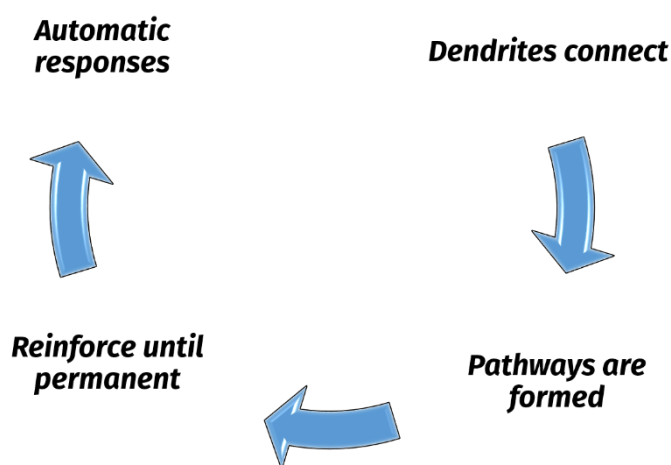 Automatic
responses
Dendrites connect
Reinforce until
permanent
Pathways are
formed